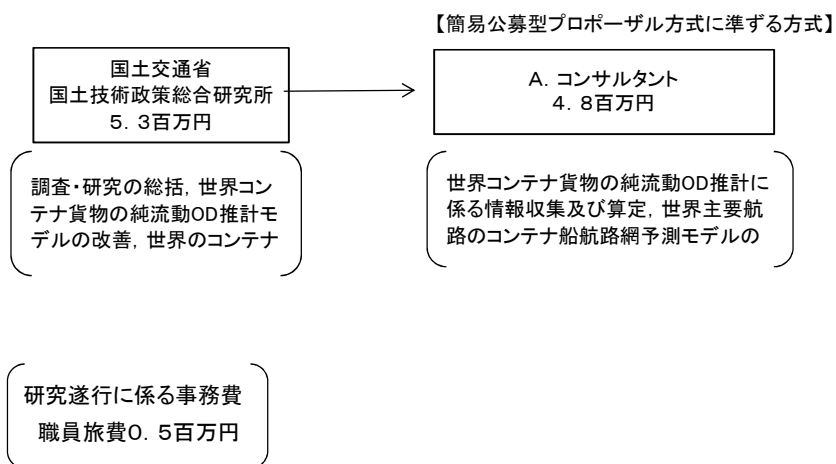 【簡易公募型プロポーザル方式に準ずる方式】
国土交通省
国土技術政策総合研究所
5．3百万円
A．コンサルタント
4．8百万円
調査・研究の総括，世界コン
テナ貨物の純流動OD推計モ
デルの改善，世界のコンテナ
世界コンテナ貨物の純流動OD推計に
係る情報収集及び算定，世界主要航
路のコンテナ船航路網予測モデルの
研究遂行に係る事務費
職員旅費0．5百万円